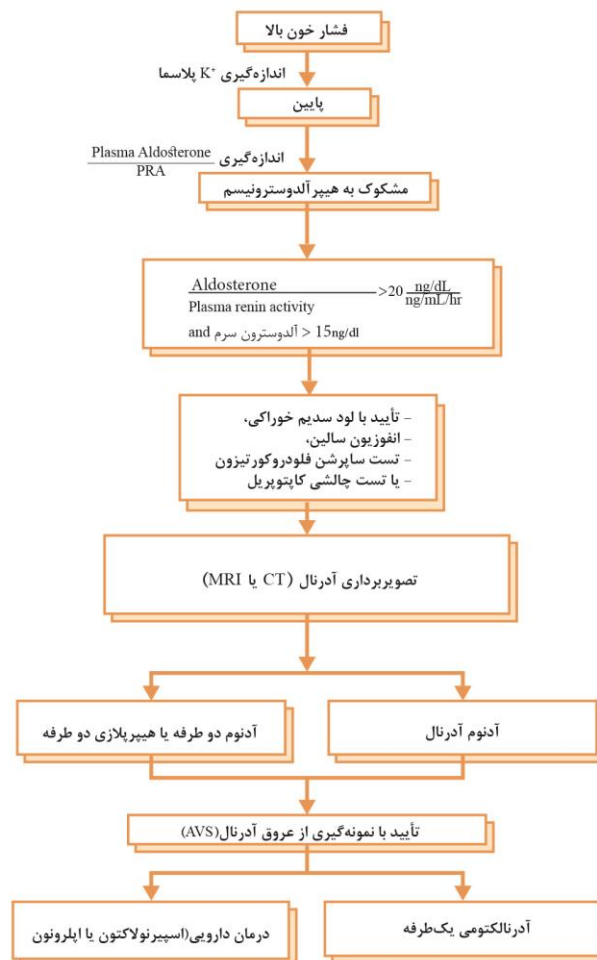 فشار خون بالا
اندازه‌گیری K⁺ پلاسما
پایین
اندازه‌گیری Plasma Aldosterone
PRA
مشکوک به هیپرآلدوسترونیسم
Aldosterone
Plasma renin activity
>20 ng/dL
ng/mL/hr
and آلدوسترون سرم > 15ng/dl
– تأیید با لود سدیم خوراکی،
– انفوزیون سالین،
– تست ساپرشن فلودروکورتیزون
– یا تست چالشی کاپتوپریل
تصویربرداری آدرنال (CT یا MRI)
آدنوم آدرنال
آدنوم دو طرفه یا هیپرپلازی دو طرفه
تأیید با نمونه‌گیری از عروق آدرنال(AVS)
آدرنالکتومی یک‌طرفه
درمان دارویی(اسپیرنولاکتون یا اپلرونون